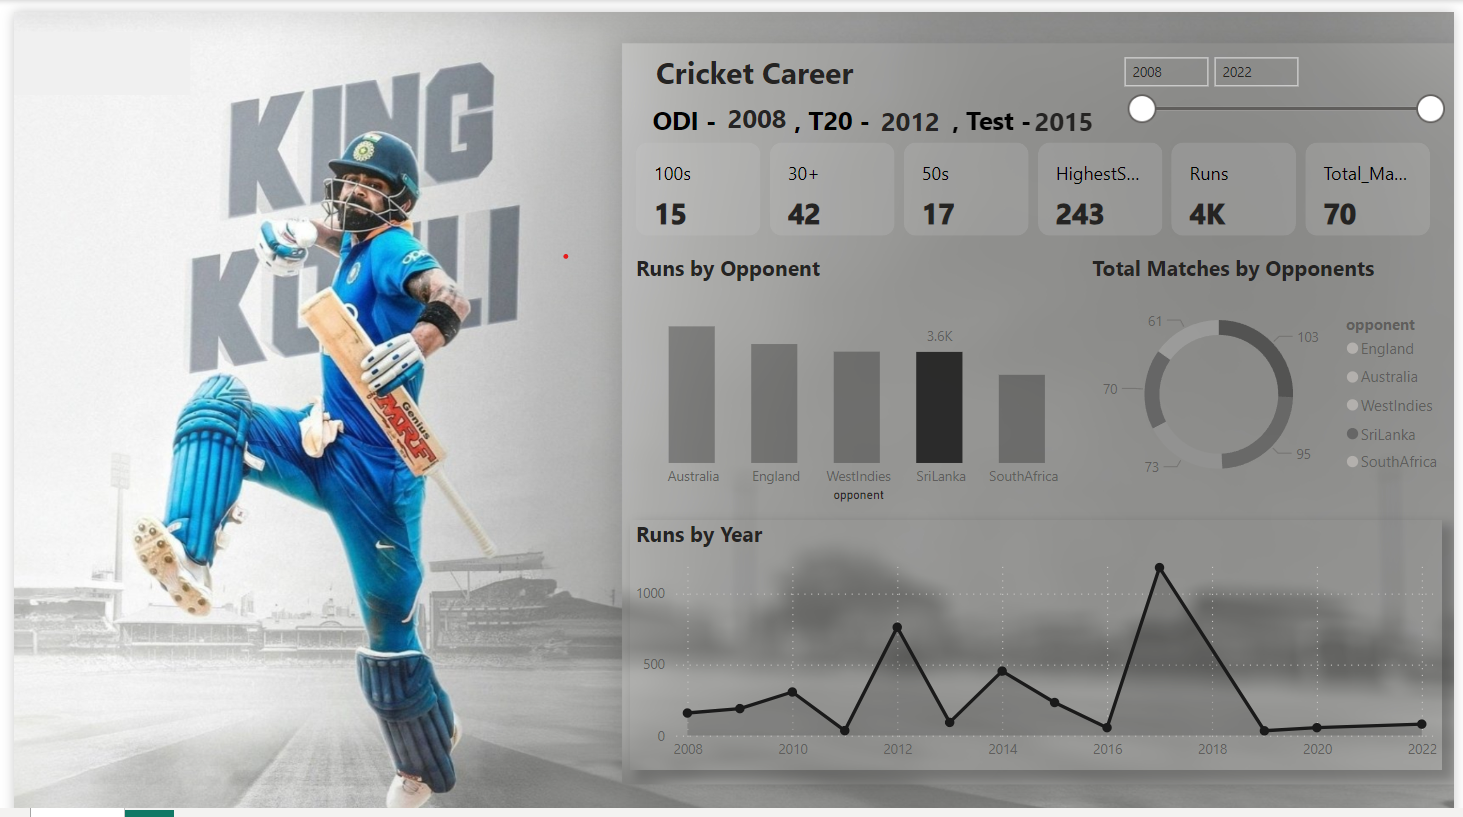 KING
KOHLI
Genius
MRF
Cricket Career
2008
2022
ODI - 2008 , T20 - 2012 , Test - 2015
100s
15
30+
42
50s
17
HighestS...
243
Runs
4K
Total_Ma...
70
Runs by Opponent
3.6K
Australia
England
WestIndies
SriLanka
SouthAfrica
opponent
Total Matches by Opponents
61
103
70
95
73
opponent
England
Australia
WestIndies
SriLanka
SouthAfrica
Runs by Year
1000
500
0
2008
2010
2012
2014
2016
2018
2020
2022